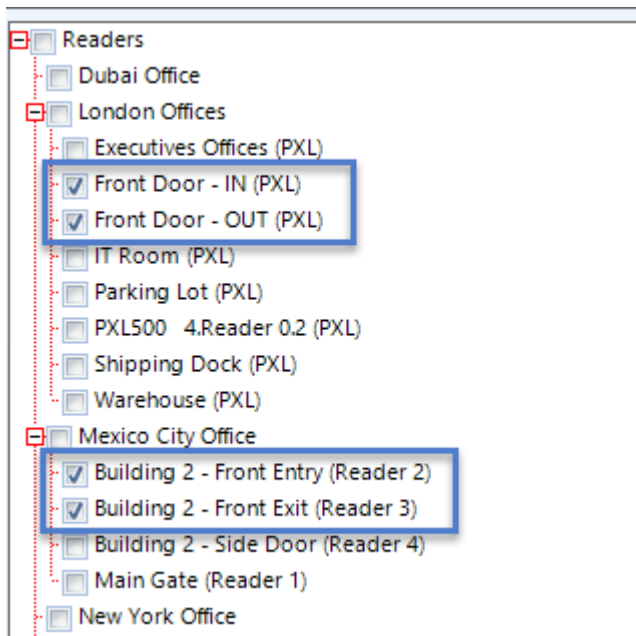 Readers
Dubai Office
London Offices
Executives Offices (PXL)
Front Door - IN (PXL)
Front Door - OUT (PXL)
IT Room (PXL)
Parking Lot (PXL)
PXL500   4.Reader 0.2 (PXL)
Shipping Dock (PXL)
Warehouse (PXL)
Mexico City Office
Building 2 - Front Entry (Reader 2)
Building 2 - Front Exit (Reader 3)
Building 2 - Side Door (Reader 4)
Main Gate (Reader 1)
New York Office